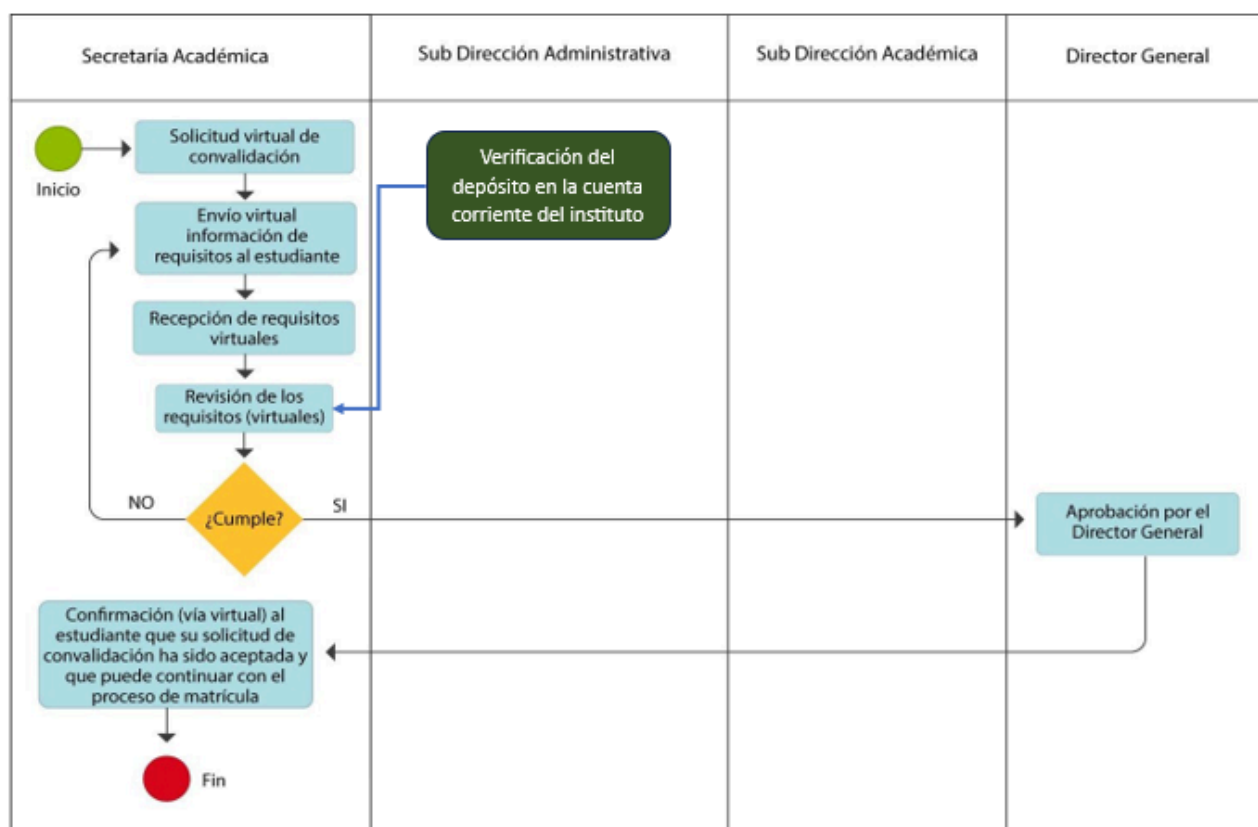 Secretaría Académica
Sub Dirección Administrativa
Sub Dirección Académica
Director General
Inicio
Solicitud virtual de
convalidación
Verificación del
depósito en la cuenta
corriente del instituto
Envío virtual
información de
requisitos al estudiante
Recepción de requisitos
virtuales
Revisión de los
requisitos (virtuales)
NO
¿Cumple?
SI
Aprobación por el
Director General
Confirmación (vía virtual) al
estudiante que su solicitud de
convalidación ha sido aceptada y
que puede continuar con el
proceso de matrícula
Fin